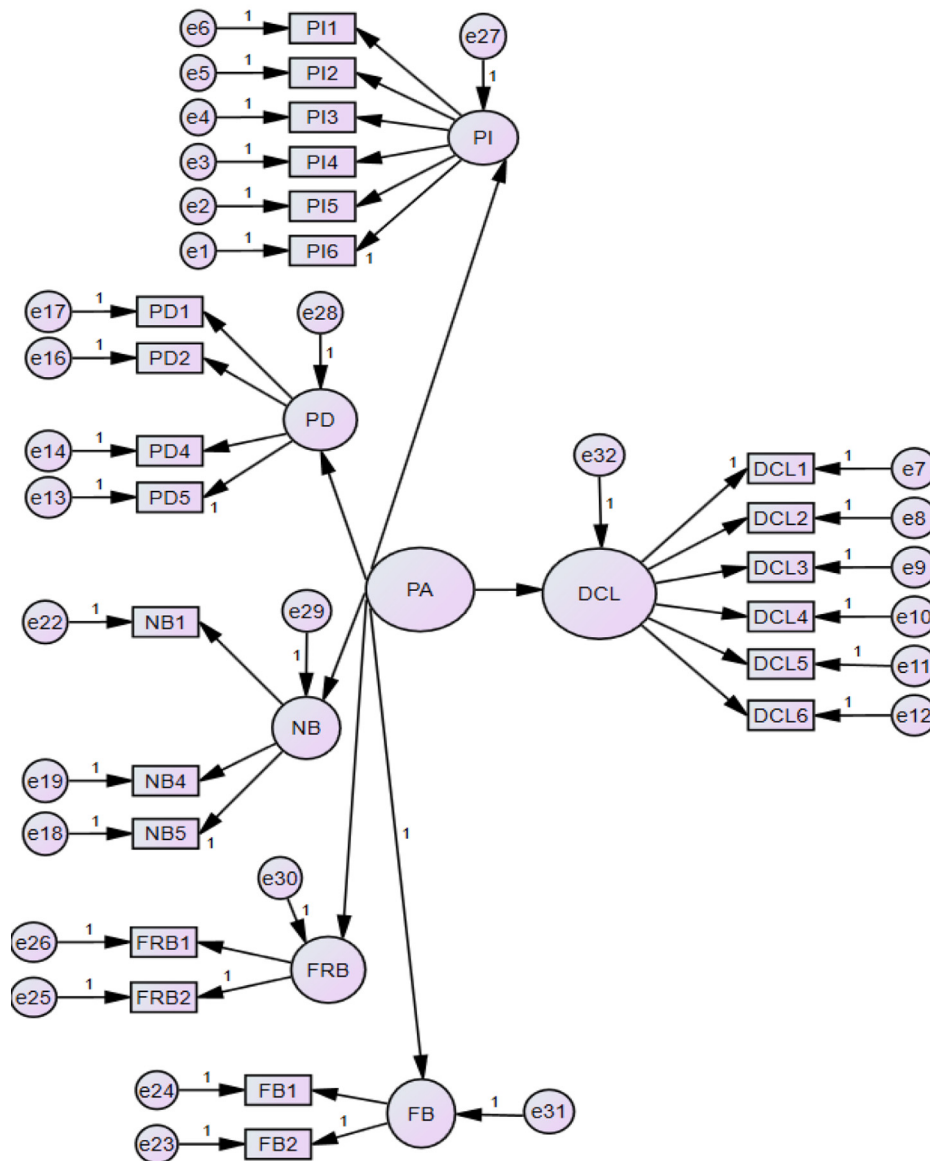 e6 1 PI1 e27
e5 1 PI2 1
e4 1 PI3 PI
e3 1 PI4
e2 1 PI5
e1 1 PI6 1
e17 1 PD1 e28
e16 1 PD2 1
PD
e14 1 PD4
e13 1 PD5 1
e32 1 DCL1 1 e7
1 DCL2 1 e8
DCL3 1 e9
PA DCL
DCL4 1 e10
DCL5 1 e11
DCL6 1 e12
e22 1 NB1 e29
1
NB
e19 1 NB4
e18 1 NB5 1
1
e30
1
e26 1 FRB1
FRB
e25 1 FRB2 1
e24 1 FB1
FB 1 e31
e23 1 FB2 1